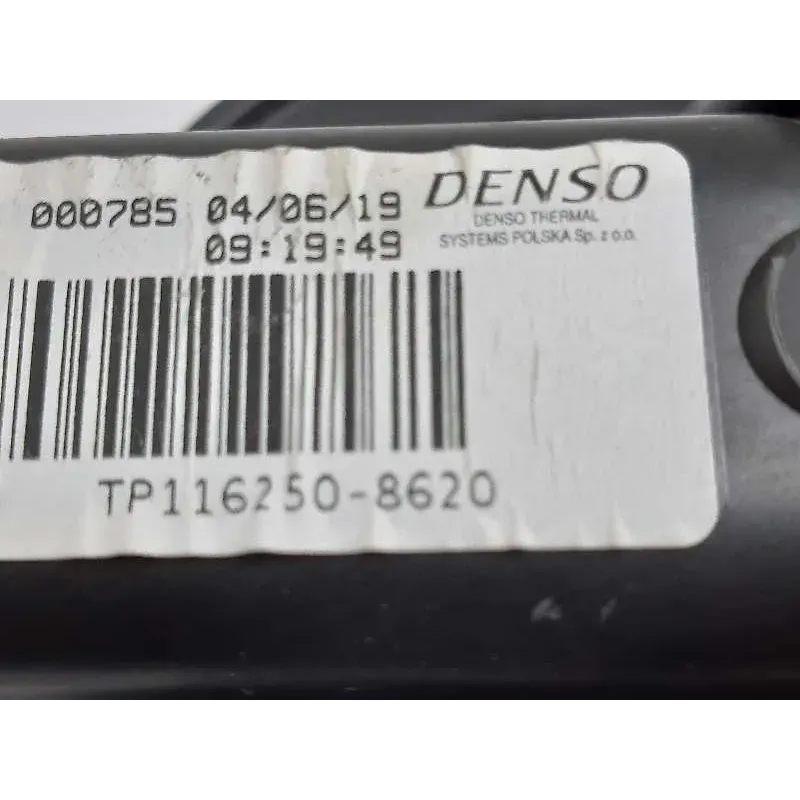 000785 04/06/19
09:19:49
DENSO
DENSO THERMAL
SYSTEMS POLSKA Sp. z o.o.
TP116250-8620